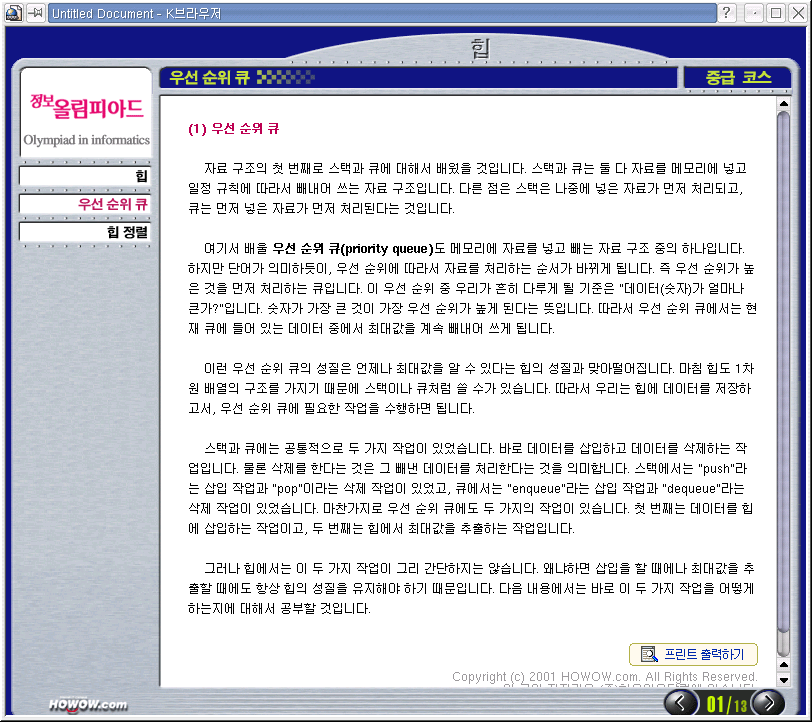 Untitled Document - K브라우저
힙
우선 순위 큐
중급 코스
정보올림피아드
Olympiad in informatics
힙
우선 순위 큐
힙 정렬
(1) 우선 순위 큐
자료 구조의 첫 번째로 스택과 큐에 대해서 배웠을 것입니다. 스택과 큐는 둘 다 자료를 메모리에 넣고
일정 규칙에 따라서 빼내어 쓰는 자료 구조입니다. 다른 점은 스택은 나중에 넣은 자료가 먼저 처리되고,
큐는 먼저 넣은 자료가 먼저 처리된다는 것입니다.
여기서 배울 우선 순위 큐(priority queue)도 메모리에 자료를 넣고 빼는 자료 구조 중의 하나입니다.
하지만 단어가 의미하듯이, 우선 순위에 따라서 자료를 처리하는 순서가 바뀌게 됩니다. 즉 우선 순위가 높
은 것을 먼저 처리하는 큐입니다. 이 우선 순위 중 우리가 흔히 다루게 될 기준은 "데이터(숫자)가 얼마나
큰가?"입니다. 숫자가 가장 큰 것이 가장 우선 순위가 높게 된다는 뜻입니다. 따라서 우선 순위 큐에서는 현
재 큐에 들어 있는 데이터 중에서 최대값을 계속 빼내어 쓰게 됩니다.
이런 우선 순위 큐의 성질은 언제나 최대값을 알 수 있다는 힙의 성질과 맞아떨어집니다. 마침 힙도 1차
원 배열의 구조를 가지기 때문에 스택이나 큐처럼 쓸 수가 있습니다. 따라서 우리는 힙에 데이터를 저장하
고서, 우선 순위 큐에 필요한 작업을 수행하면 됩니다.
스택과 큐에는 공통적으로 두 가지 작업이 있었습니다. 바로 데이터를 삽입하고 데이터를 삭제하는 작
업입니다. 물론 삭제를 한다는 것은 그 빼낸 데이터를 처리한다는 것을 의미합니다. 스택에서는 "push"라
는 삽입 작업과 "pop"이라는 삭제 작업이 있었고, 큐에서는 "enqueue"라는 삽입 작업과 "dequeue"라는
삭제 작업이 있었습니다. 마찬가지로 우선 순위 큐에도 두 가지의 작업이 있습니다. 첫 번째는 데이터를 힙
에 삽입하는 작업이고, 두 번째는 힙에서 최대값을 추출하는 작업입니다.
그러나 힙에서는 이 두 가지 작업이 그리 간단하지는 않습니다. 왜냐하면 삽입을 할 때에나 최대값을 추
출할 때에도 항상 힙의 성질을 유지해야 하기 때문입니다. 다음 내용에서는 바로 이 두 가지 작업을 어떻게
하는지에 대해서 공부할 것입니다.
프린트 출력하기
Copyright (c) 2001 HOWOW.com. All Rights Reserved.
HOWOW.com
01/13